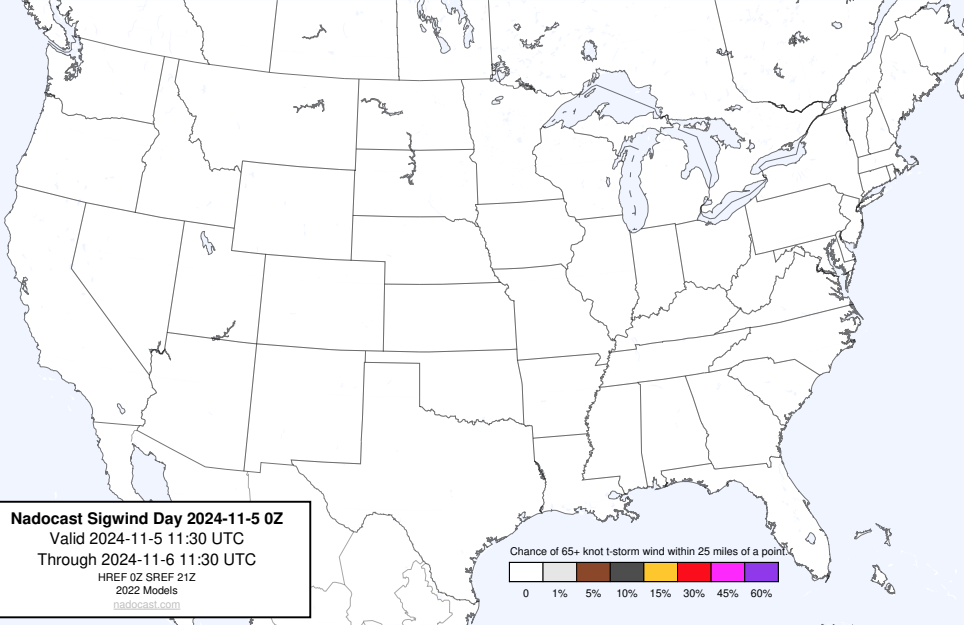 Nadocast Sigwind Day 2024-11-5 0Z
Valid 2024-11-5 11:30 UTC
Through 2024-11-6 11:30 UTC
HREF 0Z SREF 21Z
2022 Models
nadocast.com
Chance of 65+ knot t-storm wind within 25 miles of a point.
0 1% 5% 10% 15% 30% 45% 60%